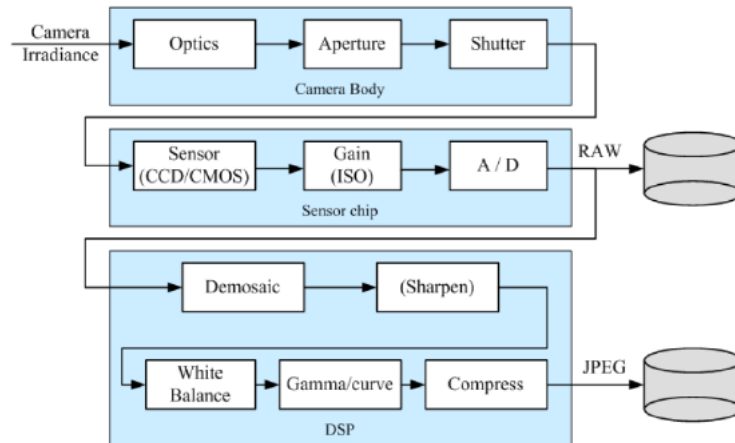 Camera
Irradiance
Optics
Aperture
Shutter
Camera Body
Sensor
(CCD/CMOS)
Gain
(ISO)
A / D
RAW
Sensor chip
Demosaic
(Sharpen)
White
Balance
Gamma/curve
Compress
JPEG
DSP